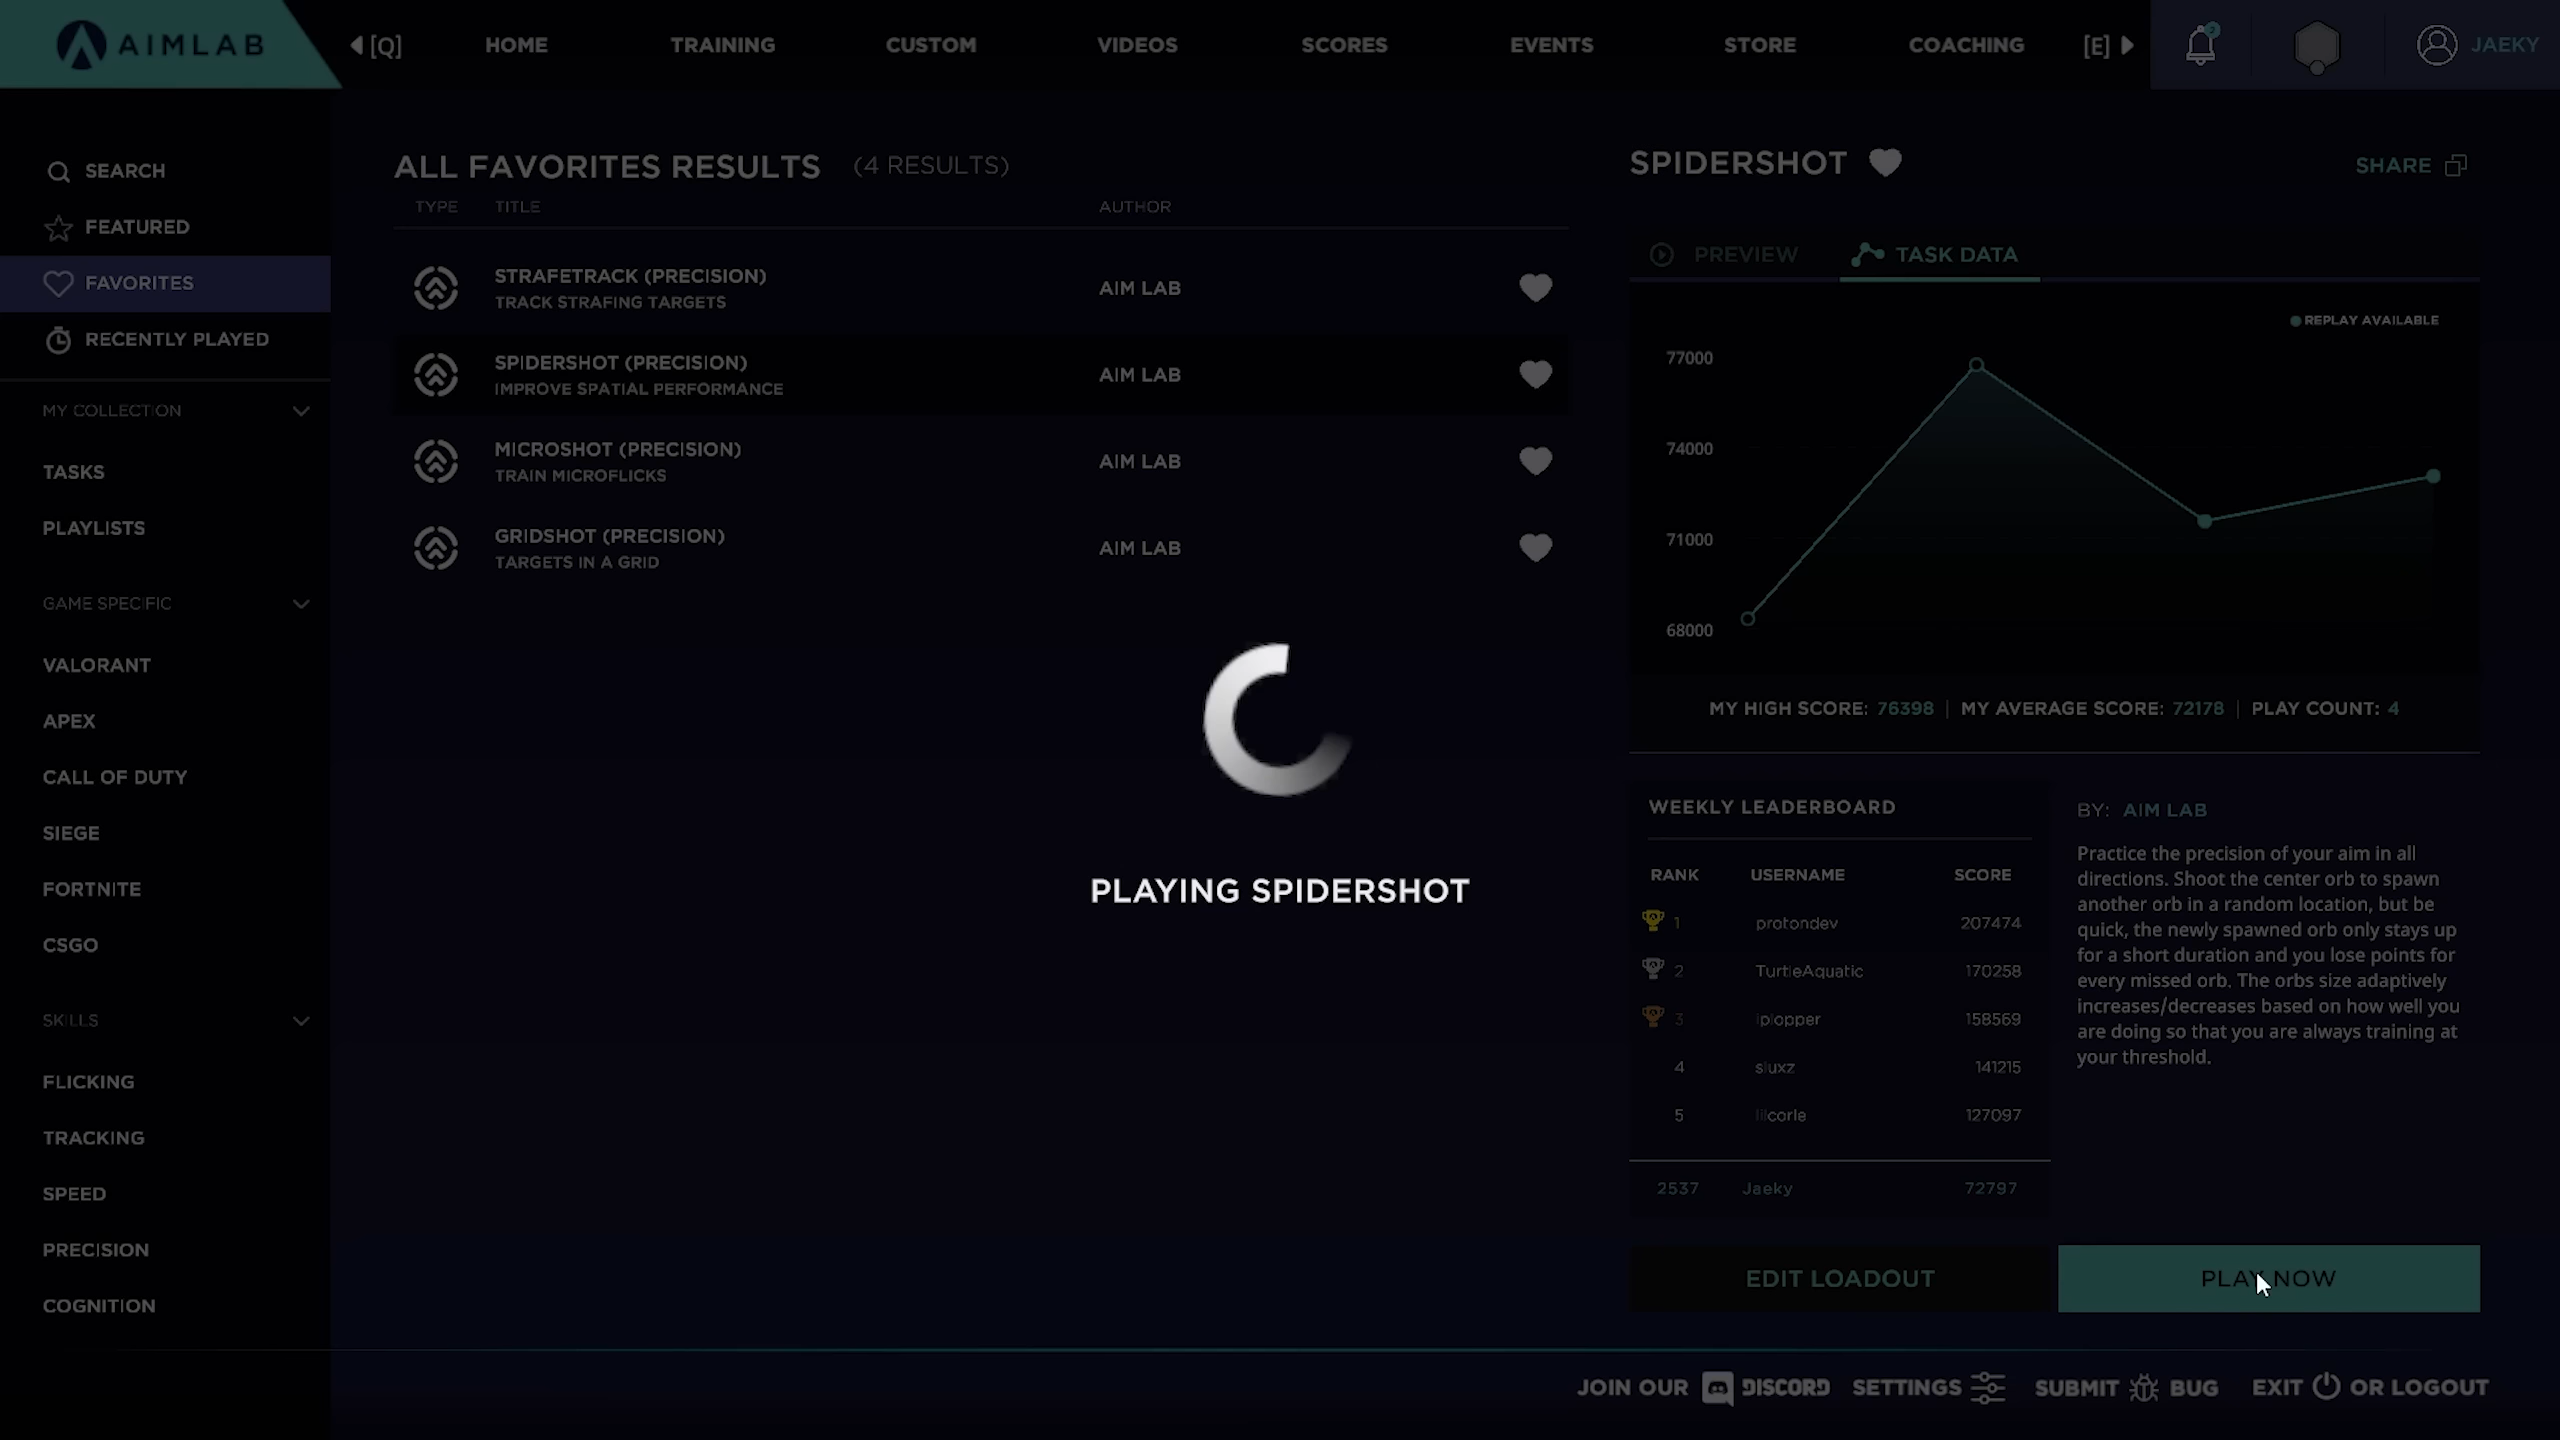 AIMLAB
[Q]
HOME
TRAINING
CUSTOM
VIDEOS
SCORES
EVENTS
STORE
COACHING
[E]
JAEKY
SEARCH
FEATURED
FAVORITES
RECENTLY PLAYED
MY COLLECTION
TASKS
PLAYLISTS
GAME SPECIFIC
VALORANT
APEX
CALL OF DUTY
SIEGE
FORTNITE
CSGO
SKILLS
FLICKING
TRACKING
SPEED
PRECISION
COGNITION
ALL FAVORITES RESULTS (4 RESULTS)
TYPE TITLE AUTHOR
STRAFETRACK (PRECISION)
TRACK STRAFING TARGETS
AIM LAB
SPIDERSHOT (PRECISION)
IMPROVE SPATIAL PERFORMANCE
AIM LAB
MICROSHOT (PRECISION)
TRAIN MICROFLICKS
AIM LAB
GRIDSHOT (PRECISION)
TARGETS IN A GRID
AIM LAB
PLAYING SPIDERSHOT
SPIDERSHOT
SHARE
PREVIEW
TASK DATA
REPLAY AVAILABLE
77000
74000
71000
68000
MY HIGH SCORE: 76398 | MY AVERAGE SCORE: 72178 | PLAY COUNT: 4
WEEKLY LEADERBOARD
RANK USERNAME SCORE
1 protondev 207474
2 TurtleAquatic 170258
3 iplopper 158569
4 sluxz 141215
5 lilcorle 127097
2537 Jaeky 72797
BY: AIM LAB
Practice the precision of your aim in all
directions. Shoot the center orb to spawn
another orb in a random location, but be
quick, the newly spawned orb only stays up
for a short duration and you lose points for
every missed orb. The orbs size adaptively
increases/decreases based on how well you
are doing so that you are always training at
your threshold.
EDIT LOADOUT
PLAY NOW
JOIN OUR DISCORD
SETTINGS
SUBMIT BUG
EXIT OR LOGOUT